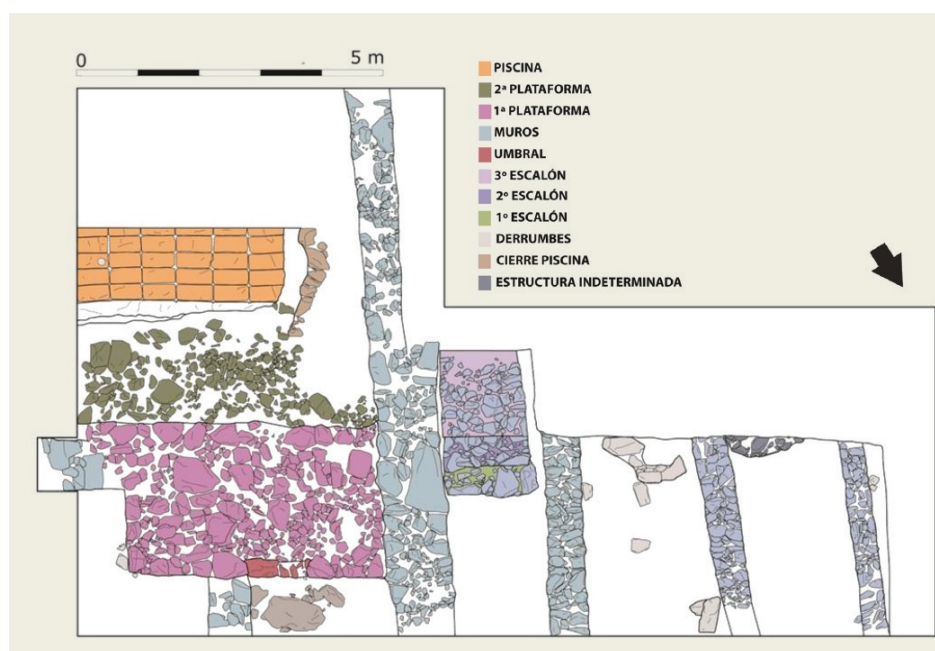 0 5 m
PISCINA
2ª PLATAFORMA
1ª PLATAFORMA
MUROS
UMBRAL
3º ESCALÓN
2º ESCALÓN
1º ESCALÓN
DERRUMBES
CIERRE PISCINA
ESTRUCTURA INDETERMINADA